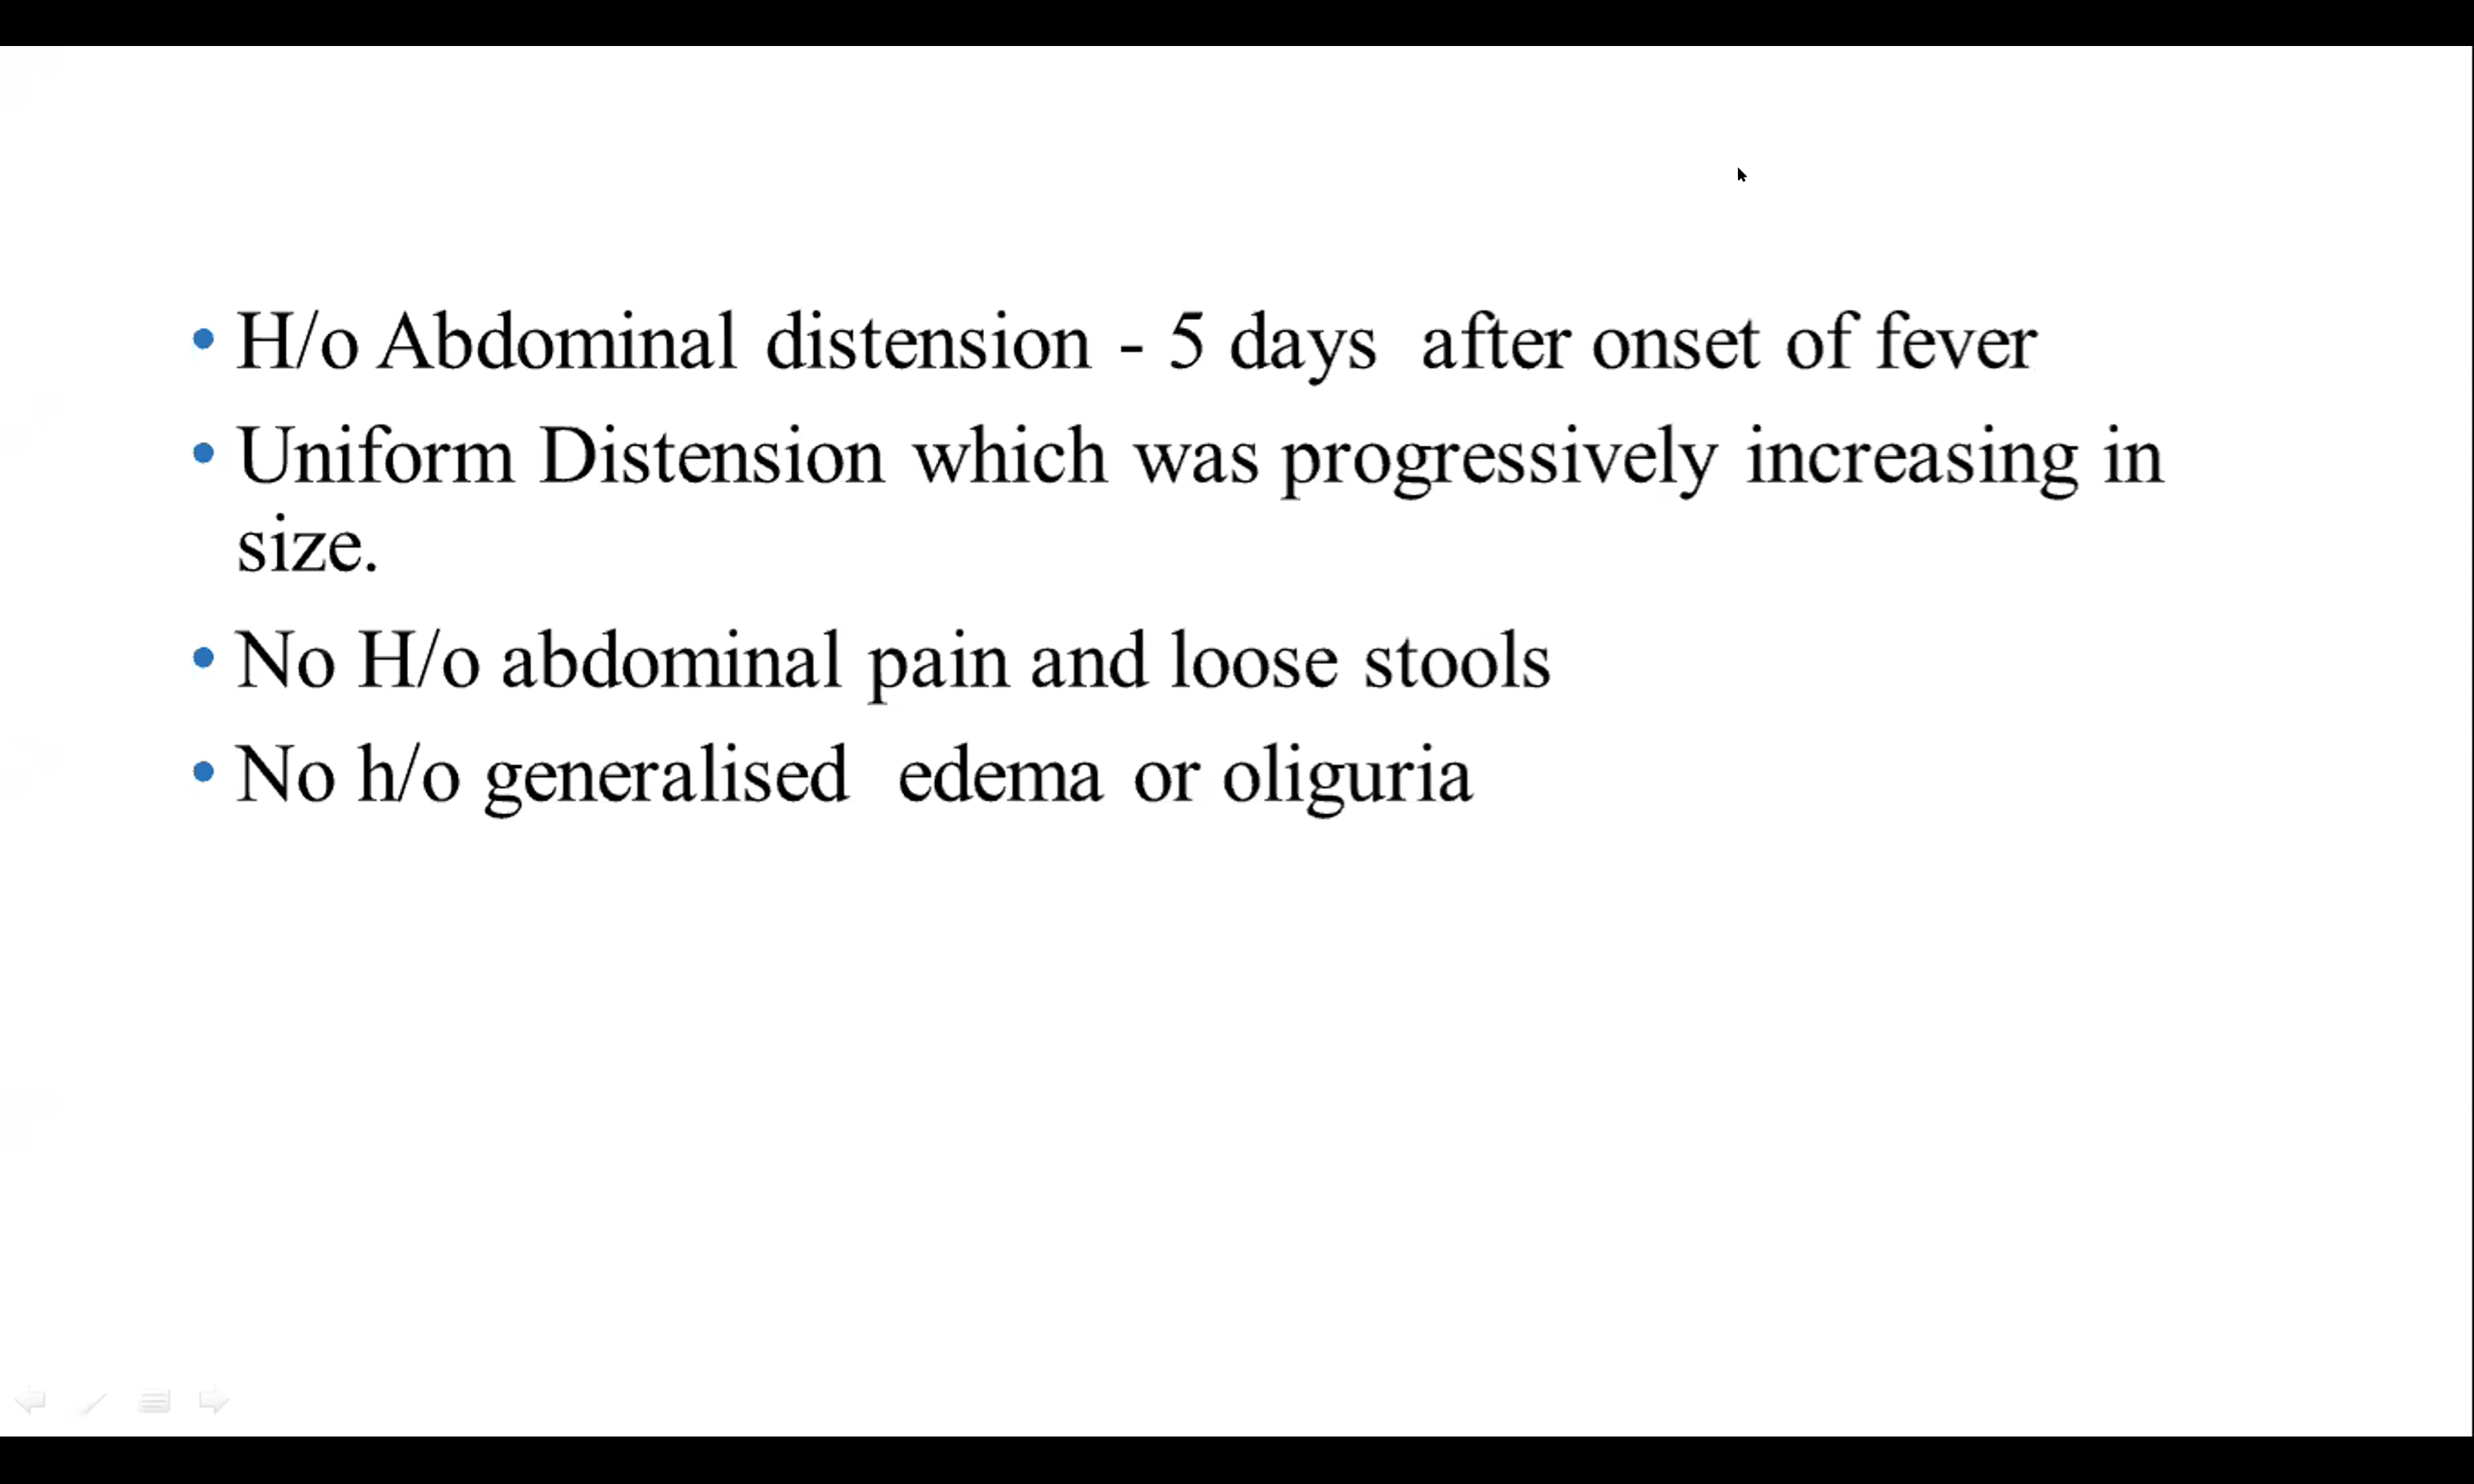 • H/o Abdominal distension - 5 days after onset of fever
• Uniform Distension which was progressively increasing in
size.
• No H/o abdominal pain and loose stools
• No h/o generalised edema or oliguria